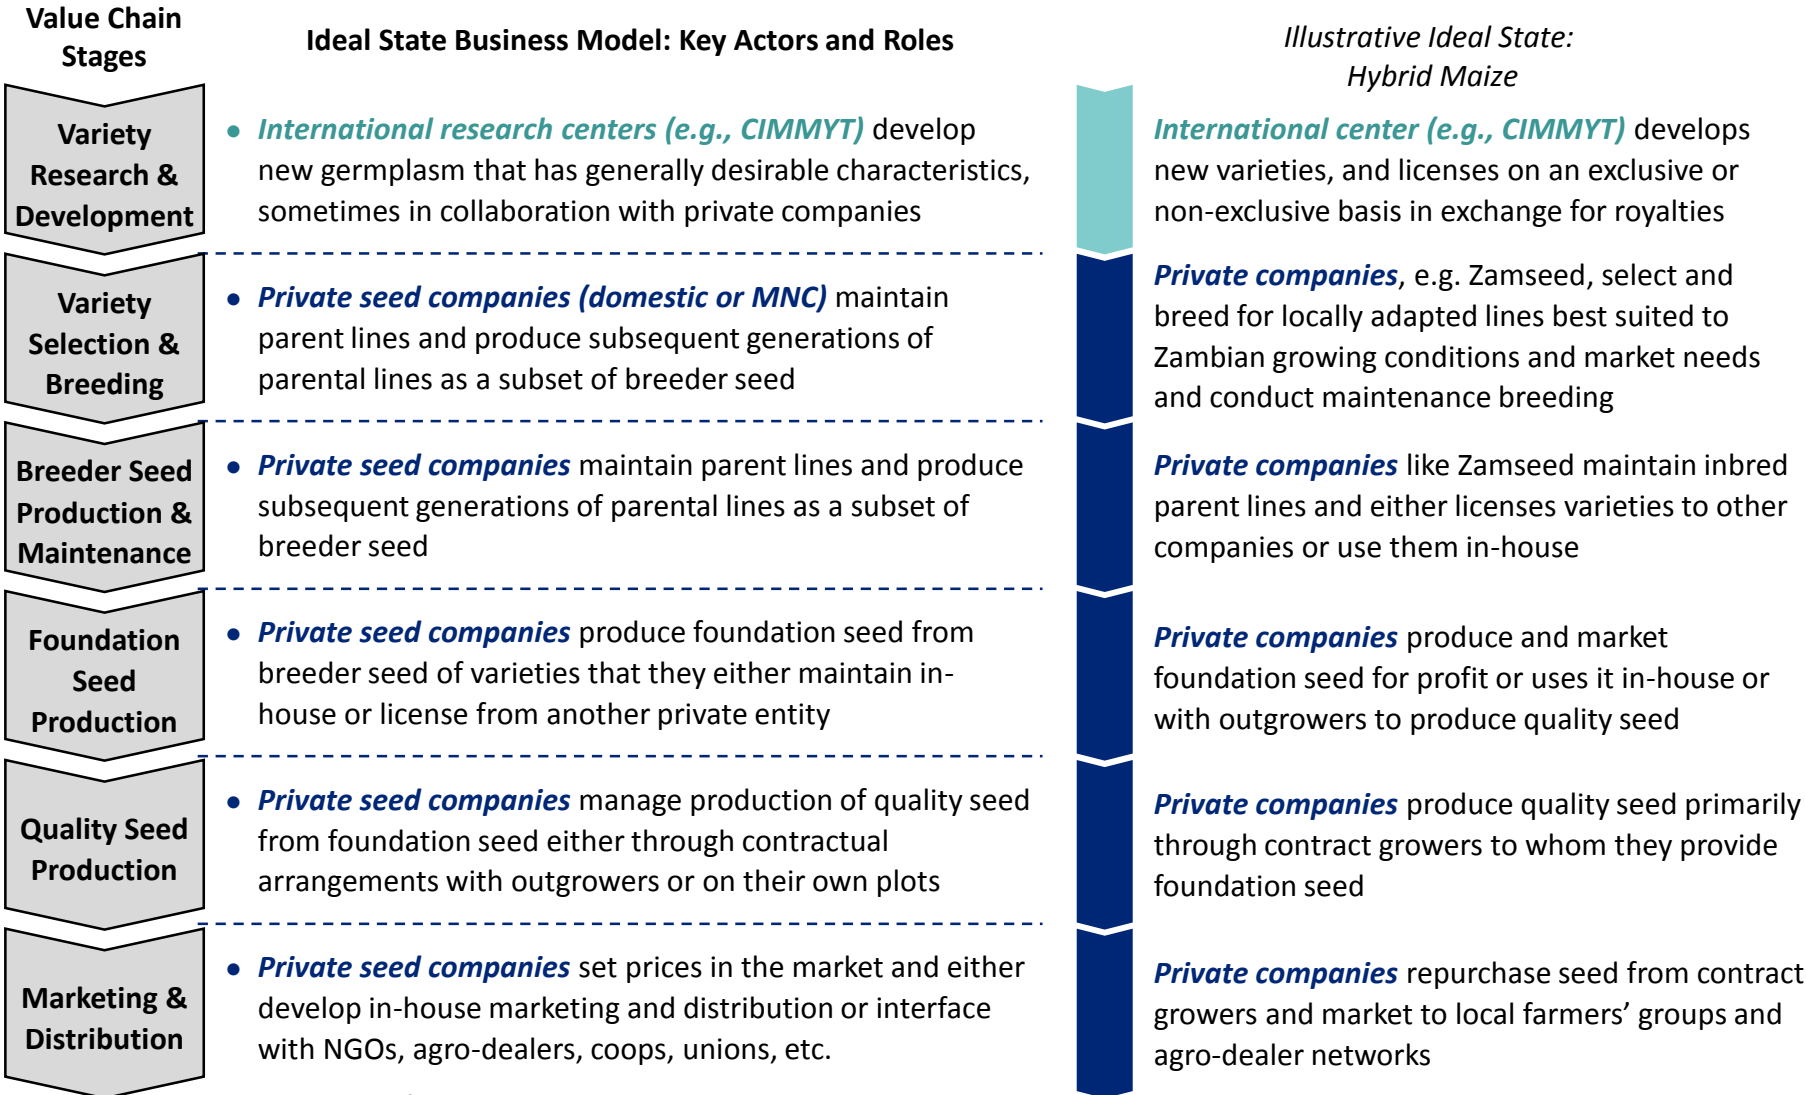 Value Chain
Stages
Ideal State Business Model: Key Actors and Roles
Illustrative Ideal State:
Hybrid Maize
Variety
Research &
Development
● International research centers (e.g., CIMMYT) develop
new germplasm that has generally desirable characteristics,
sometimes in collaboration with private companies
International center (e.g., CIMMYT) develops
new varieties, and licenses on an exclusive or
non-exclusive basis in exchange for royalties
Variety
Selection &
Breeding
● Private seed companies (domestic or MNC) maintain
parent lines and produce subsequent generations of
parental lines as a subset of breeder seed
Private companies, e.g. Zamseed, select and
breed for locally adapted lines best suited to
Zambian growing conditions and market needs
and conduct maintenance breeding
Breeder Seed
Production &
Maintenance
● Private seed companies maintain parent lines and produce
subsequent generations of parental lines as a subset of
breeder seed
Private companies like Zamseed maintain inbred
parent lines and either licenses varieties to other
companies or use them in-house
Foundation
Seed
Production
● Private seed companies produce foundation seed from
breeder seed of varieties that they either maintain in-
house or license from another private entity
Private companies produce and market
foundation seed for profit or uses it in-house or
with outgrowers to produce quality seed
Quality Seed
Production
● Private seed companies manage production of quality seed
from foundation seed either through contractual
arrangements with outgrowers or on their own plots
Private companies produce quality seed primarily
through contract growers to whom they provide
foundation seed
Marketing &
Distribution
● Private seed companies set prices in the market and either
develop in-house marketing and distribution or interface
with NGOs, agro-dealers, coops, unions, etc.
Private companies repurchase seed from contract
growers and market to local farmers’ groups and
agro-dealer networks